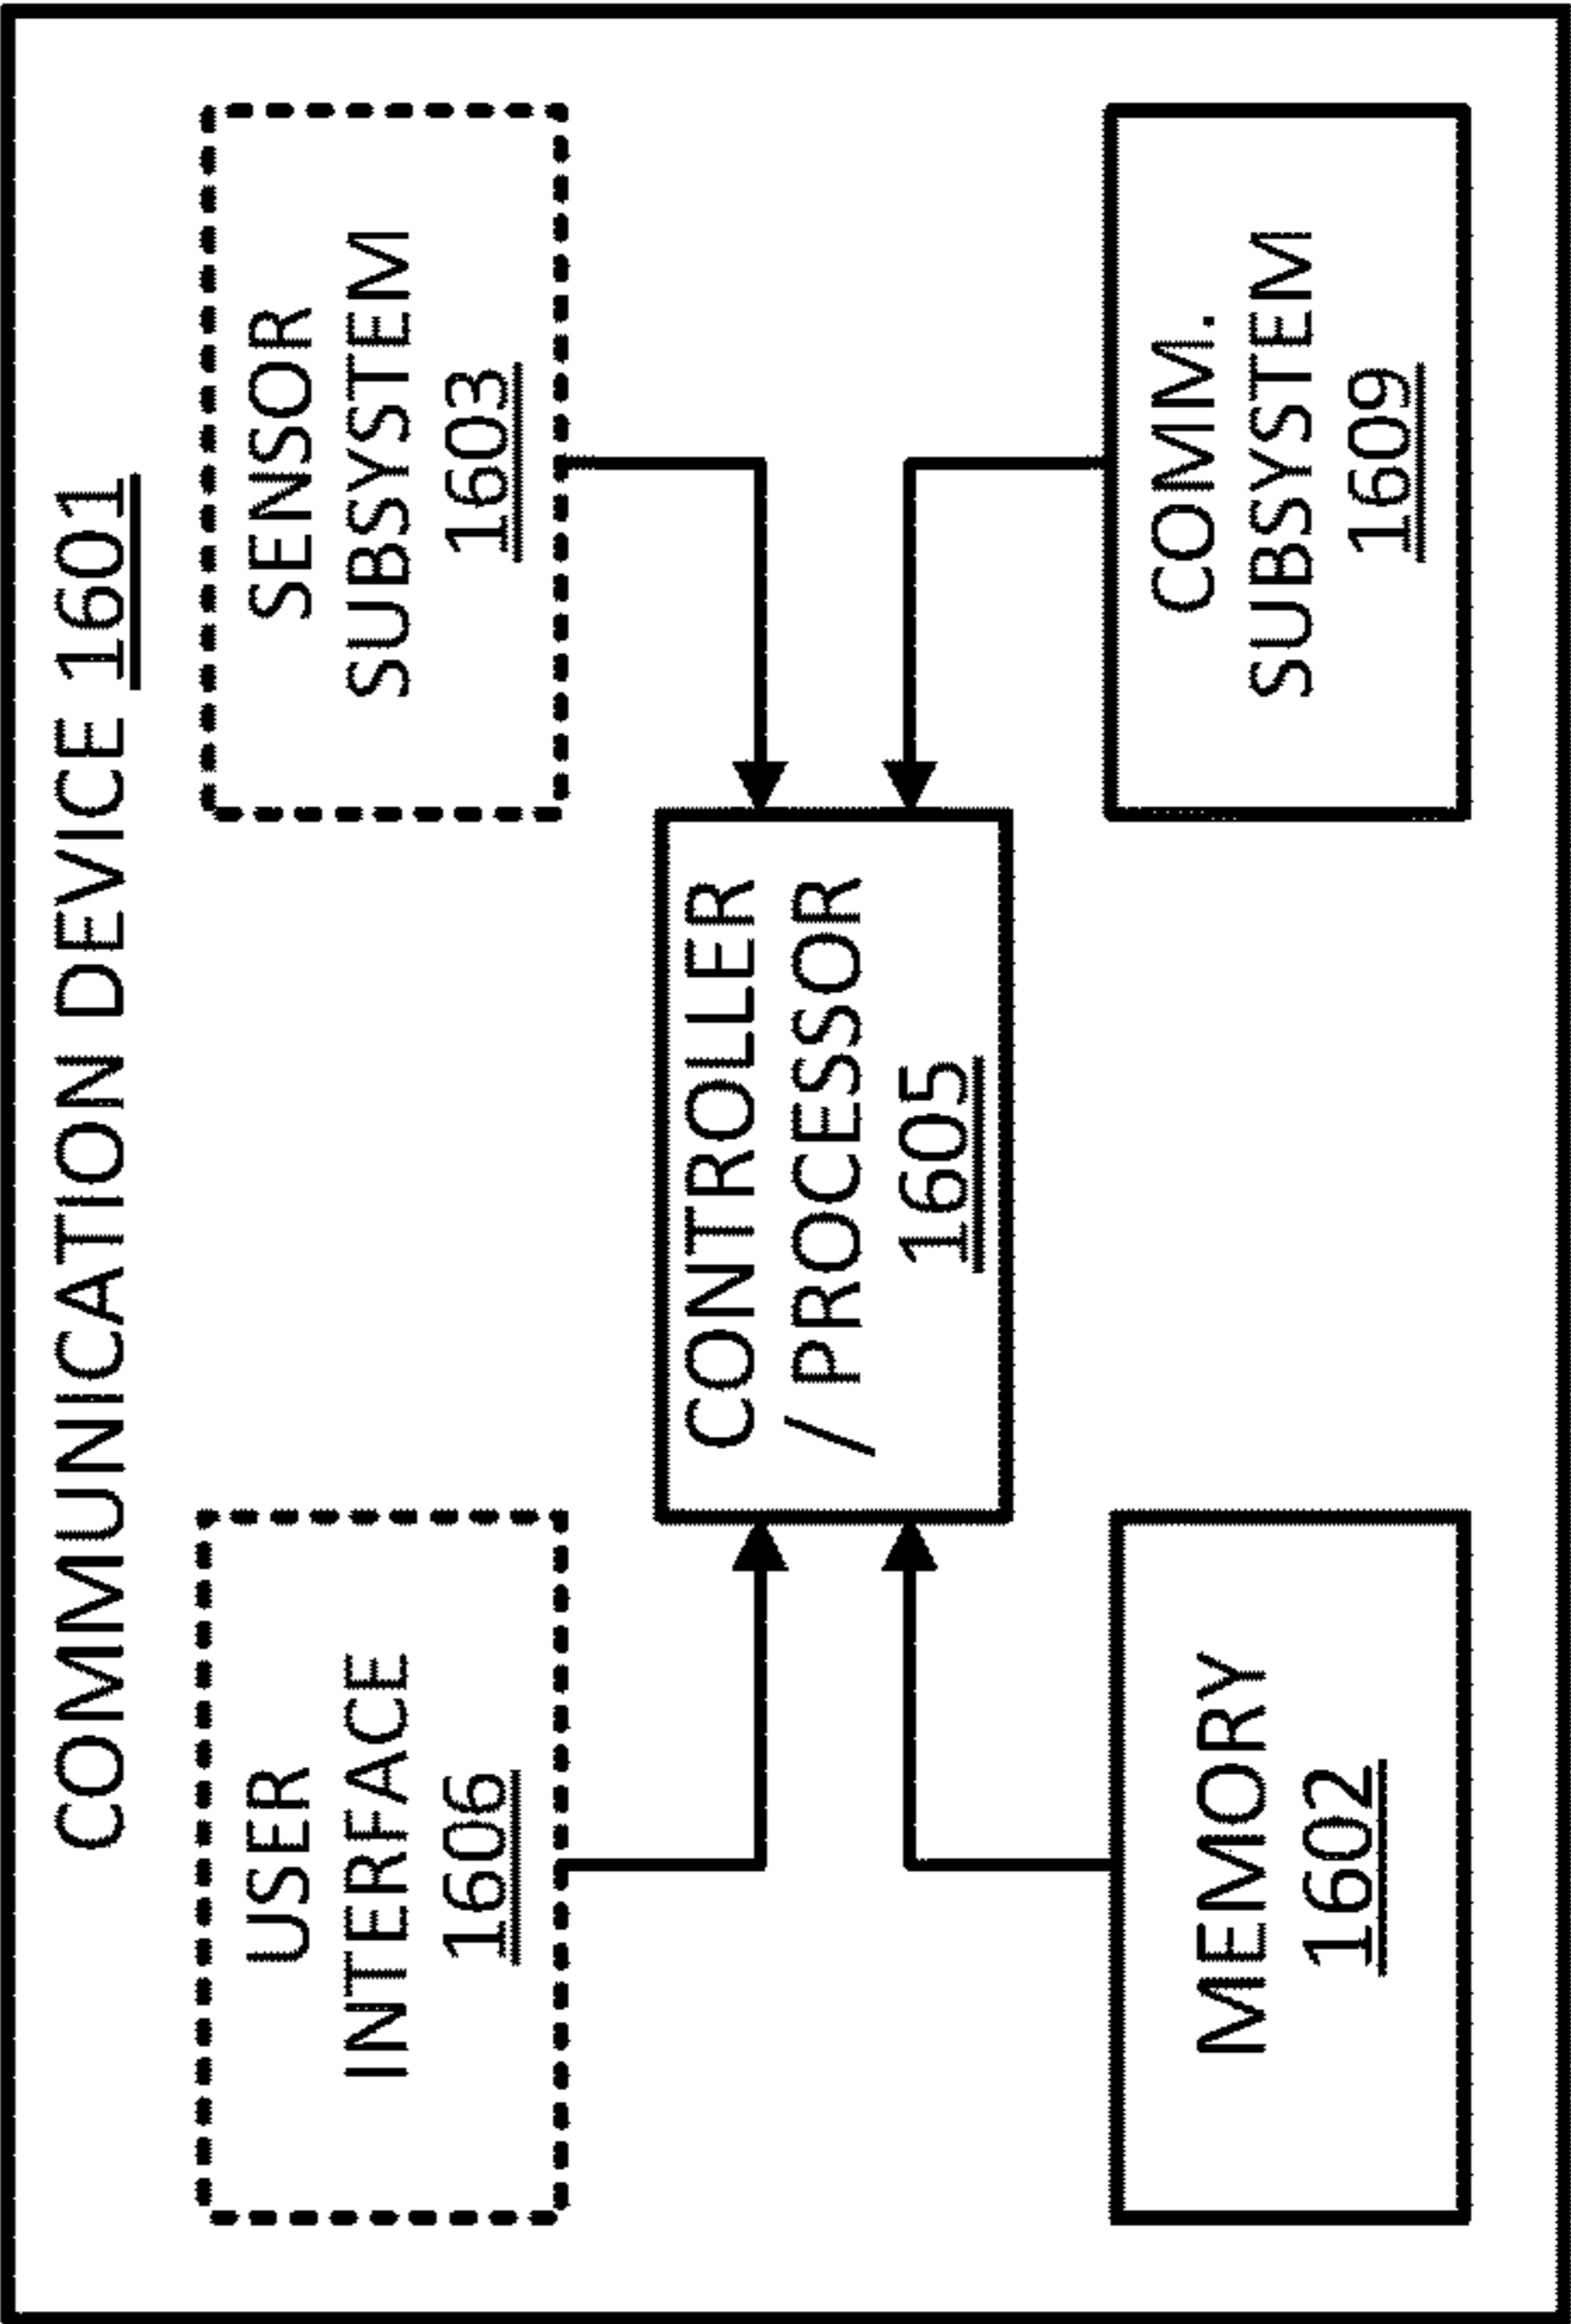 COMMUNICATION DEVICE 1601
USER
INTERFACE
1606
SENSOR
SUBSYSTEM
1603
CONTROLLER
/ PROCESSOR
1605
MEMORY
1602
COMM.
SUBSYSTEM
1609